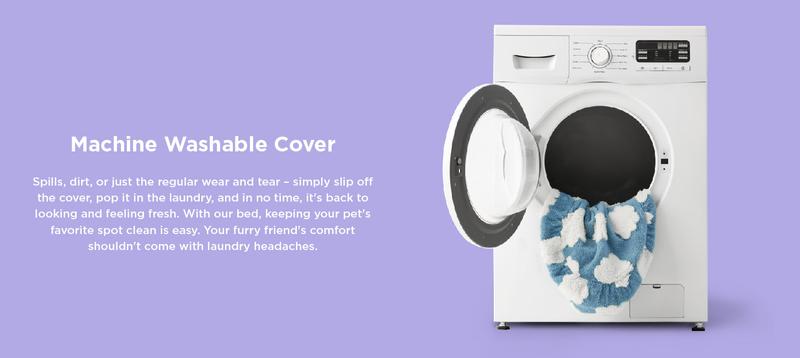 Machine Washable Cover
Spills, dirt, or just the regular wear and tear – simply slip off
the cover, pop it in the laundry, and in no time, it's back to
looking and feeling fresh. With our bed, keeping your pet's
favorite spot clean is easy. Your furry friend's comfort
shouldn't come with laundry headaches.